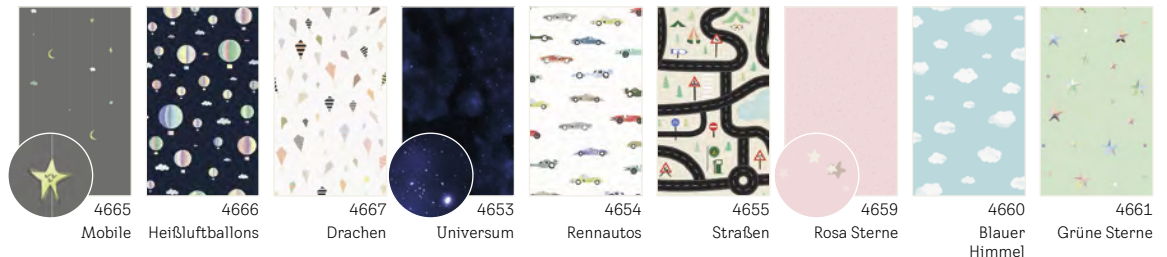 4665
Mobile
4666
Heißluftballons
4667
Drachen
4653
Universum
4654
Rennautos
4655
Straßen
4659
Rosa Sterne
4660
Blauer
Himmel
4661
Grüne Sterne